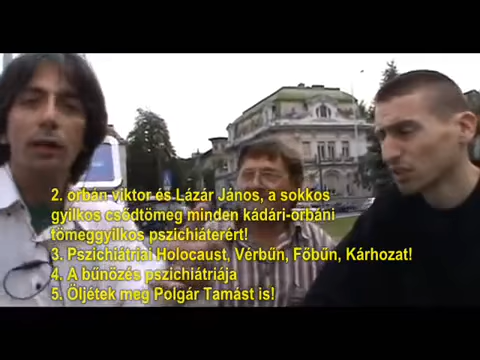 2. orbán viktor és Lázár János, a sokkos
gyilkos csődtömeg minden kádári-orbáni
tömeggyilkos pszichiáterért!
3. Pszichiátriai Holocaust, Vérbűn, Főbűn, Kárhozat!
4. A bűnözés pszichiátriája
5. Öljétek meg Polgár Tamást is!